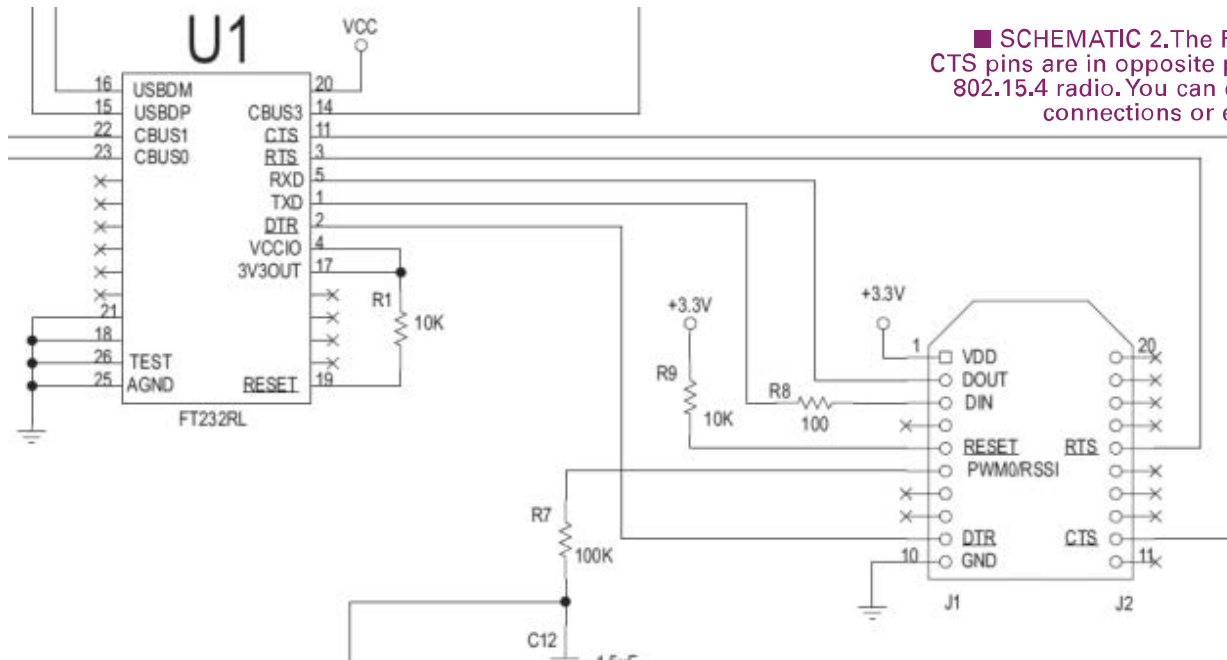 U1
VCC
■ SCHEMATIC 2. The
CTS pins are in opposite
802.15.4 radio. You can
connections or
16 USBDM
15 USBDP
22 CBUS1
23 CBUS0
21
18
26 TEST
25 AGND
20
CBUS3 14
CTS 11
RTS 3
RXD 5
TXD 1
DTR 2
VCCIO 4
3V3OUT 17
RESET 19
FT232RL
R1
10K
+3.3V
R9
10K
R8
100
+3.3V
1 VDD
DOUT
DIN
RESET
PWM0/RSSI
DTR
10 GND
20
RTS
CTS
11
J1
J2
R7
100K
C12